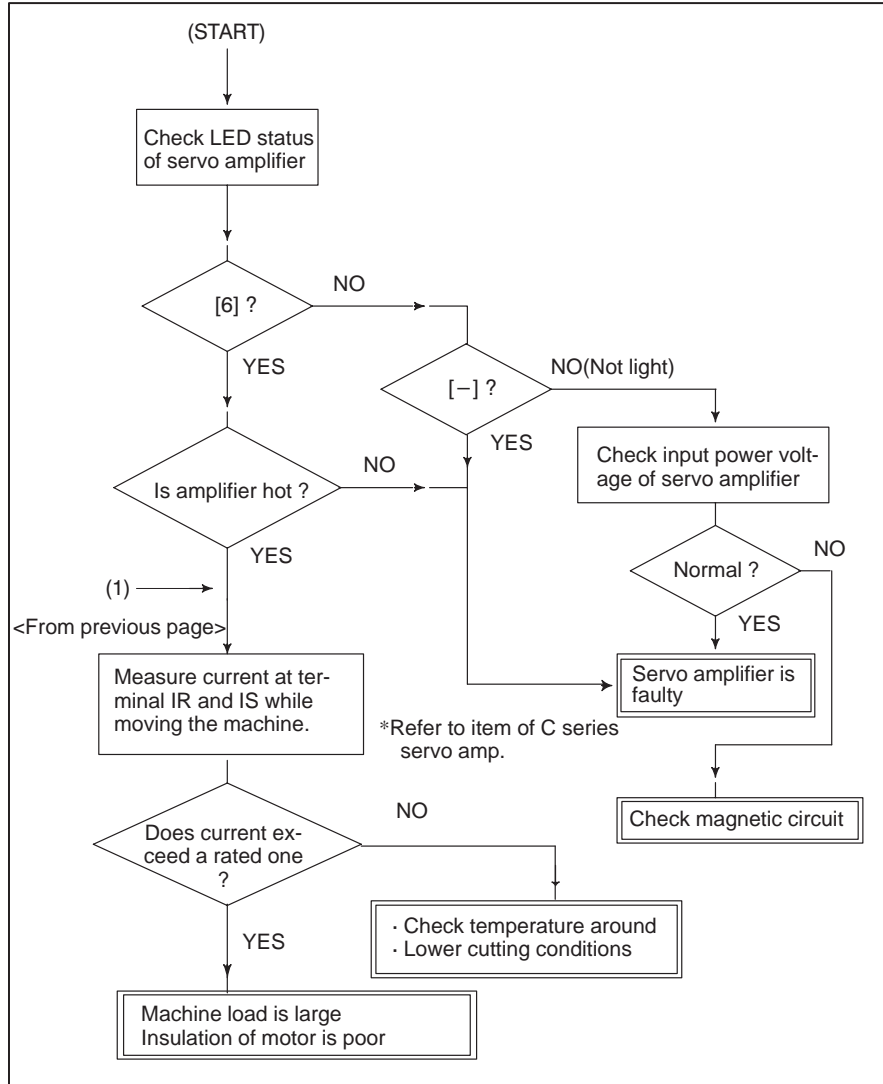 (START)
Check LED status
of servo amplifier
[6] ?
NO
YES
[−] ?
NO(Not light)
YES
Check input power volt-
age of servo amplifier
Is amplifier hot ?
NO
YES
Normal ?
NO
YES
(1)
<From previous page>
Measure current at ter-
minal IR and IS while
moving the machine.
Servo amplifier is
faulty
*Refer to item of C series
servo amp.
Check magnetic circuit
Does current ex-
ceed a rated one
?
NO
YES
· Check temperature around
· Lower cutting conditions
Machine load is large
Insulation of motor is poor